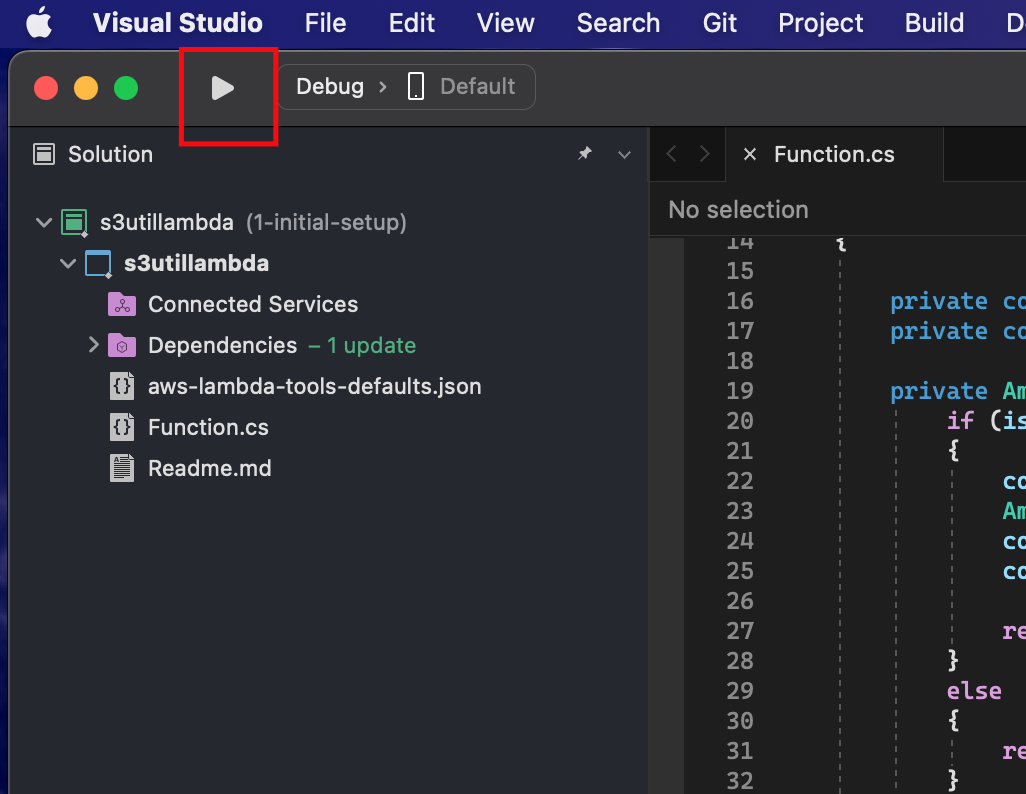 Visual Studio File Edit View Search Git Project Build
Debug › Default
Solution
Function.cs
No selection
s3utillambda (1-initial-setup)
s3utillambda
Connected Services
Dependencies – 1 update
aws-lambda-tools-defaults.json
Function.cs
Readme.md
14 {
15
16 private co
17 private co
18
19 private Am
20 if (is
21 {
22 co
23 Am
24 co
25 co
26
27 re
28 }
29 else
30 {
31 re
32 }